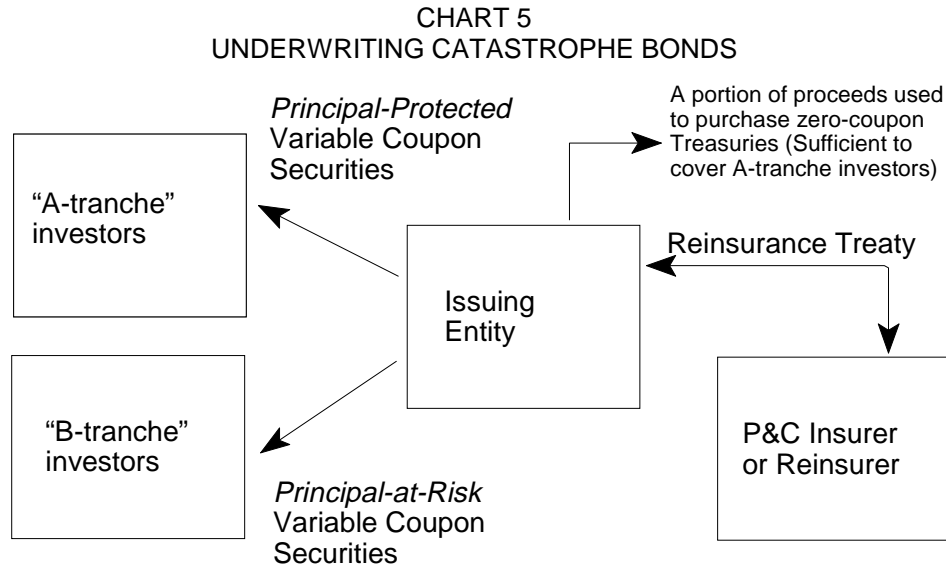 CHART 5
UNDERWRITING CATASTROPHE BONDS
Principal-Protected
Variable Coupon
Securities
A portion of proceeds used
to purchase zero-coupon
Treasuries (Sufficient to
cover A-tranche investors)
“A-tranche”
investors
Reinsurance Treaty
Issuing
Entity
“B-tranche”
investors
P&C Insurer
or Reinsurer
Principal-at-Risk
Variable Coupon
Securities